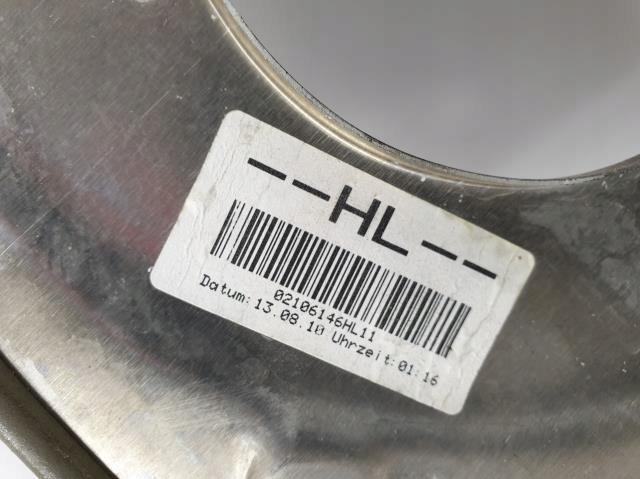 --HL--
02106146HL11
Datum: 13.08.10 Uhrzeit: 01:16